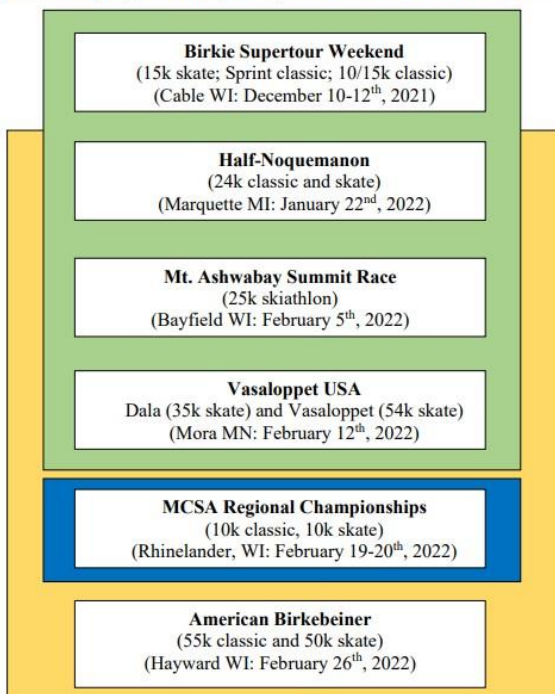 Birkie Supertour Weekend
(15k skate; Sprint classic; 10/15k classic)
(Cable WI: December 10-12th, 2021)
Half-Noquemanon
(24k classic and skate)
(Marquette MI: January 22nd, 2022)
Mt. Ashwabay Summit Race
(25k skiathlon)
(Bayfield WI: February 5th, 2022)
Vasaloppet USA
Dala (35k skate) and Vasaloppet (54k skate)
(Mora MN: February 12th, 2022)
MCSA Regional Championships
(10k classic, 10k skate)
(Rhinelander, WI: February 19-20th, 2022)
American Birkebeiner
(55k classic and 50k skate)
(Hayward WI: February 26th, 2022)